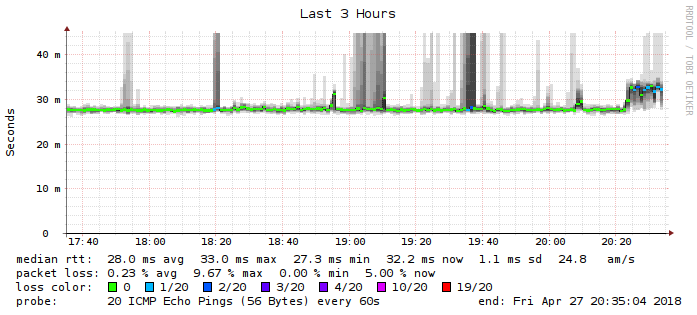 Last 3 Hours
RRDTOOL / TOBI OETIKER
Seconds
40 m
30 m
20 m
10 m
0
17:40 18:00 18:20 18:40 19:00 19:20 19:40 20:00 20:20
median rtt: 28.0 ms avg 33.0 ms max 27.3 ms min 32.2 ms now 1.1 ms sd 24.8 am/s
packet loss: 0.23 % avg 9.67 % max 0.00 % min 5.00 % now
loss color: 0 1/20 2/20 3/20 4/20 10/20 19/20
probe: 20 ICMP Echo Pings (56 Bytes) every 60s end: Fri Apr 27 20:35:04 2018